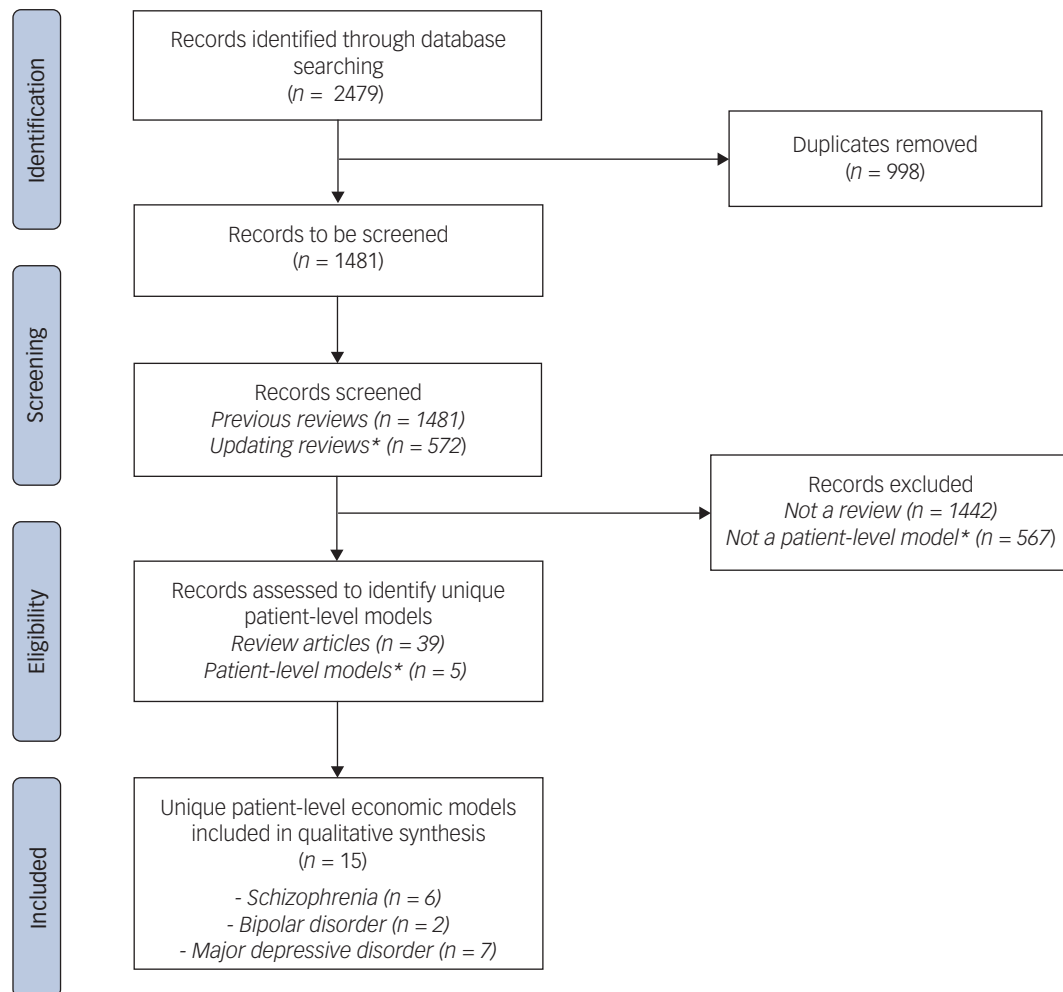 Identification
Records identified through database
searching
(n = 2479)
Duplicates removed
(n = 998)
Records to be screened
(n = 1481)
Screening
Records screened
Previous reviews (n = 1481)
Updating reviews* (n = 572)
Records excluded
Not a review (n = 1442)
Not a patient-level model* (n = 567)
Eligibility
Records assessed to identify unique
patient-level models
Review articles (n = 39)
Patient-level models* (n = 5)
Included
Unique patient-level economic models
included in qualitative synthesis
(n = 15)
- Schizophrenia (n = 6)
- Bipolar disorder (n = 2)
- Major depressive disorder (n = 7)